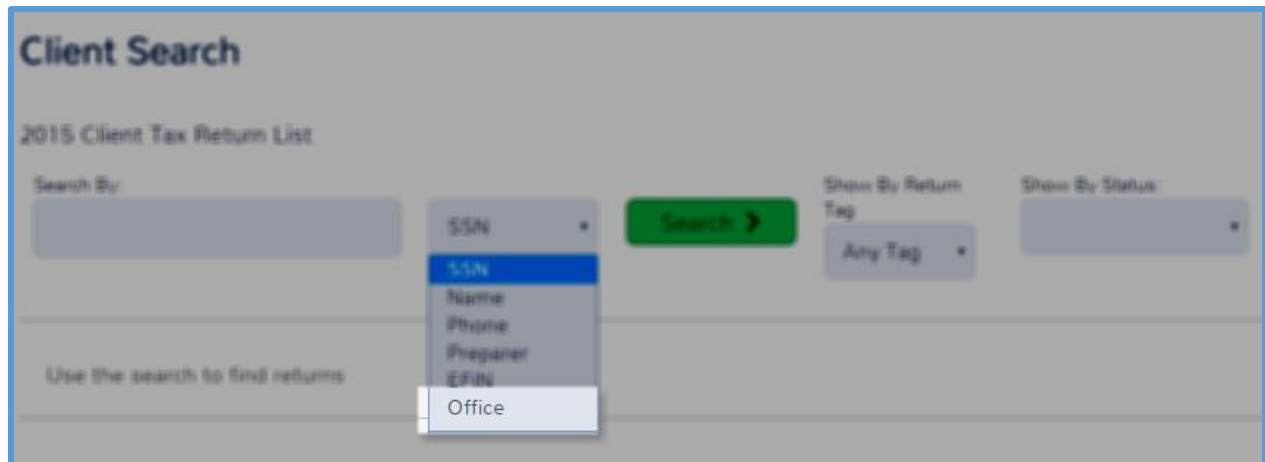 Client Search
2015 Client Tax Return List
Search By:
Show By Return
Tag
Show By Status:
SSN
Search
Any Tag
SSN
Name
Phone
Preparer
EFIN
Office
Use the search to find returns